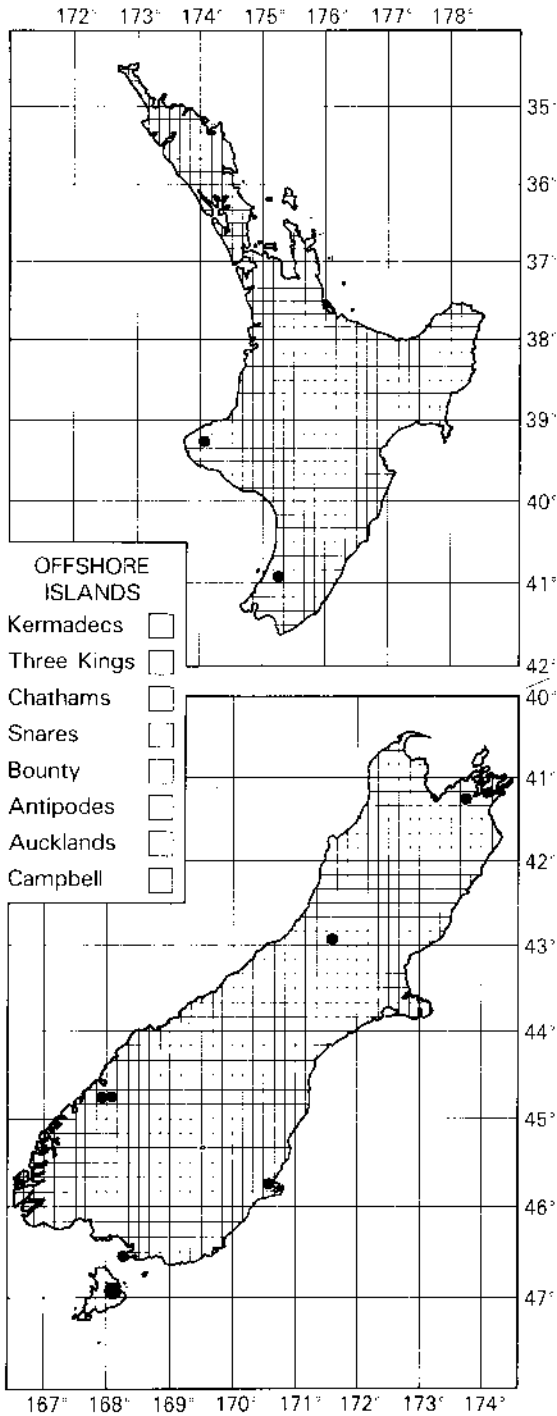 172° 173° 174° 175° 176° 177° 178°
35°
36°
37°
38°
39°
40°
41°
42°
OFFSHORE
ISLANDS
Kermadecs
Three Kings
Chathams
Snares
Bounty
Antipodes
Aucklands
Campbell
40°
41°
42°
43°
44°
45°
46°
47°
167° 168° 169° 170° 171° 172° 173° 174°